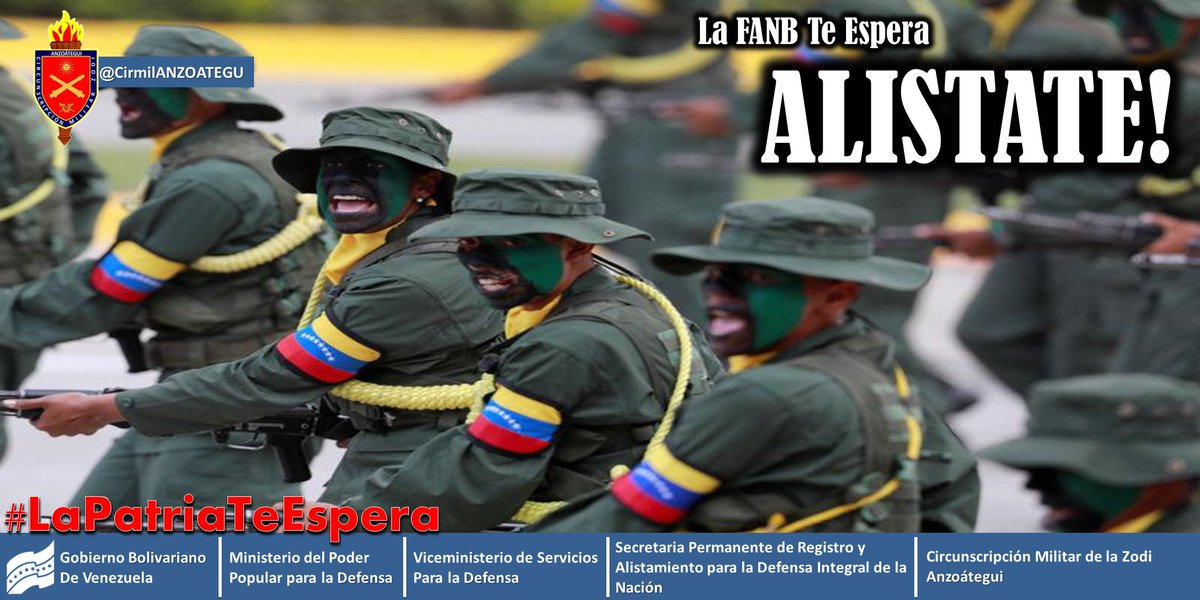 La FANB Te Espera
ALISTATE!
ANZOÁTEGUI
CIRCUNSCRIPCIÓN MILITAR ZODI
@CirmilANZOATEGU
#LaPatriaTeEspera
Gobierno Bolivariano
De Venezuela
Ministerio del Poder
Popular para la Defensa
Viceministerio de Servicios
Para la Defensa
Secretaria Permanente de Registro y
Alistamiento para la Defensa Integral de la
Nación
Circunscripción Militar de la Zodi
Anzoátegui